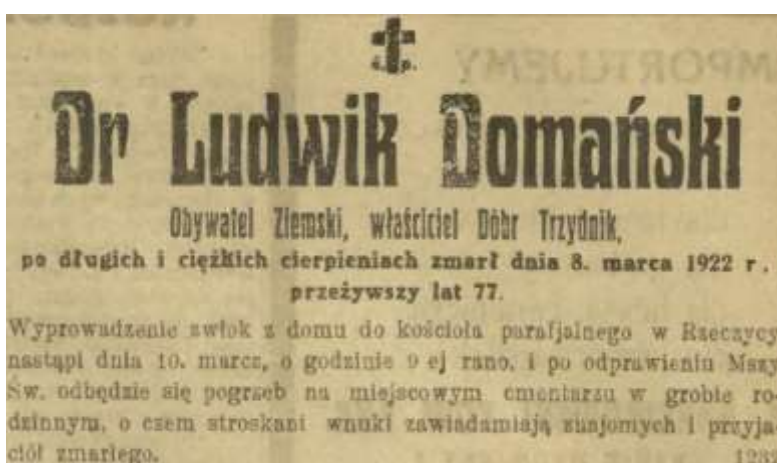 ś. p.
Dr Ludwik Domański
Obywatel Ziemski, właściciel Dóbr Trzydnik,
po długich i ciężkich cierpieniach zmarł dnia 8. marca 1922 r.
przeżywszy lat 77.
Wyprowadzenie zwłok z domu do kościoła parafjalnego w Rzeczycy
nastąpi dnia 10. marca, o godzinie 9 ej rano, i po odprawieniu Mszy
Św. odbędzie się pogrzeb na miejscowym cmentarzu w grobie ro-
dzinnym, o czem stroskani wnuki zawiadamiają znajomych i przyja-
ciół zmarłego. 1232